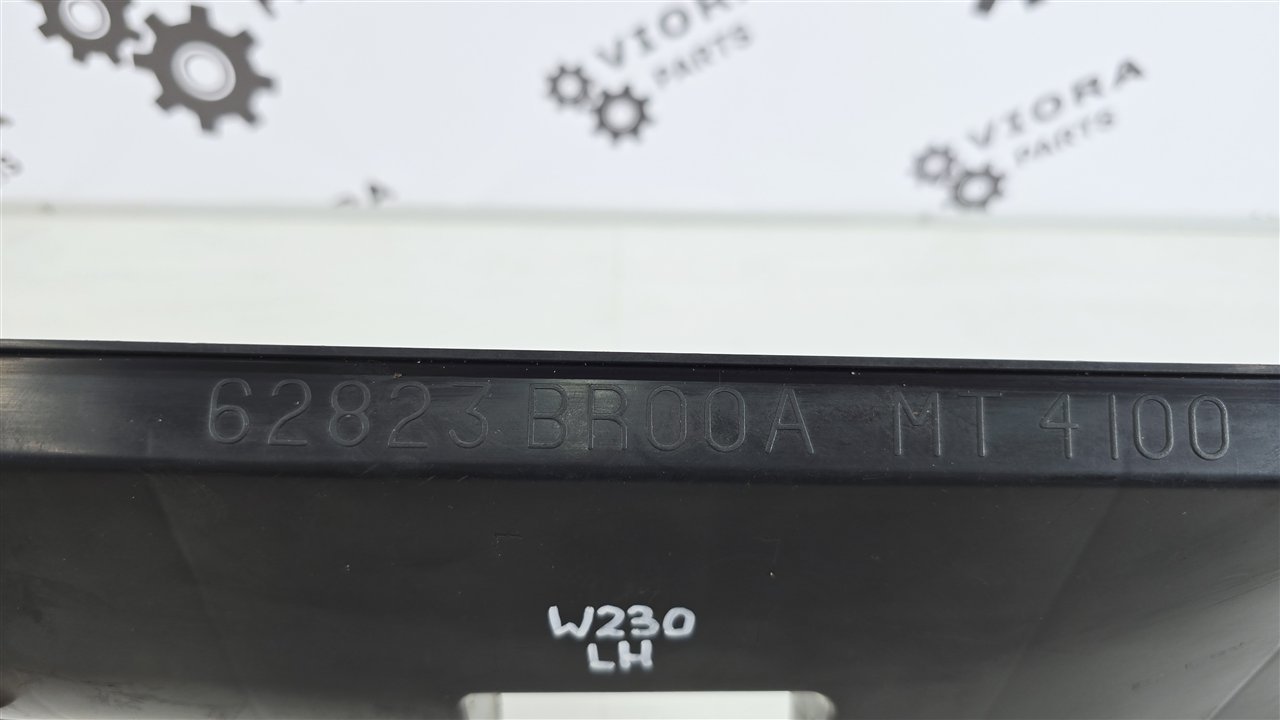 VIORA
PARTS
VIORA
PARTS
62823 BR00A MT 4100
W230
LH